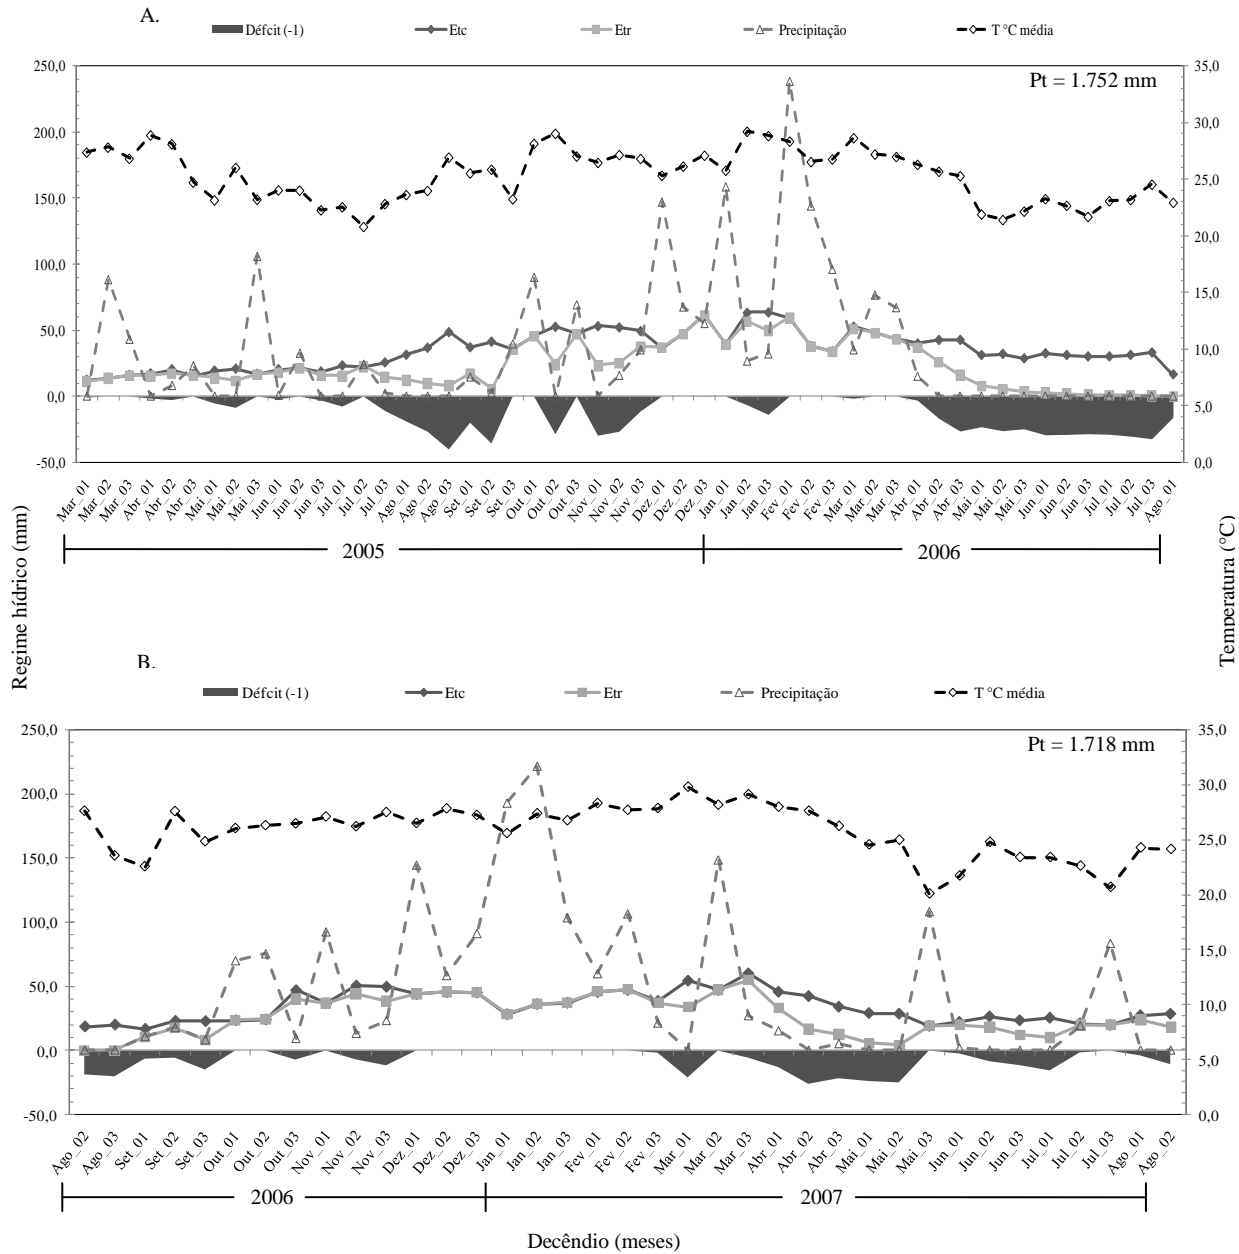 A.
Défcit (-1) Etc Etr Precipitação T °C média
250,0
200,0
150,0
100,0
50,0
0,0
-50,0
35,0
30,0
25,0
20,0
15,0
10,0
5,0
0,0
Pt = 1.752 mm
Mar_01 Mar_02 Mar_03 Abr_01 Abr_02 Abr_03 Mai_01 Mai_02 Mai_03 Jun_01 Jun_02 Jun_03 Jul_01 Jul_02 Jul_03 Ago_01 Ago_02 Ago_03 Set_01 Set_02 Set_03 Out_01 Out_02 Out_03 Nov_01 Nov_02 Nov_03 Dez_01 Dez_02 Dez_03 Jan_01 Jan_02 Jan_03 Fev_01 Fev_02 Fev_03 Mar_01 Mar_02 Mar_03 Abr_01 Abr_02 Abr_03 Mai_01 Mai_02 Mai_03 Jun_01 Jun_02 Jun_03 Jul_01 Jul_02 Jul_03 Ago_01
2005 2006
Regime hídrico (mm)
Temperatura (°C)
B.
Défcit (-1) Etc Etr Precipitação T °C média
250,0
200,0
150,0
100,0
50,0
0,0
-50,0
35,0
30,0
25,0
20,0
15,0
10,0
5,0
0,0
Pt = 1.718 mm
Ago_02 Ago_03 Set_01 Set_02 Set_03 Out_01 Out_02 Out_03 Nov_01 Nov_02 Nov_03 Dez_01 Dez_02 Dez_03 Jan_01 Jan_02 Jan_03 Fev_01 Fev_02 Fev_03 Mar_01 Mar_02 Mar_03 Abr_01 Abr_02 Abr_03 Mai_01 Mai_02 Mai_03 Jun_01 Jun_02 Jun_03 Jul_01 Jul_02 Jul_03 Ago_01 Ago_02
2006 2007
Decêndio (meses)